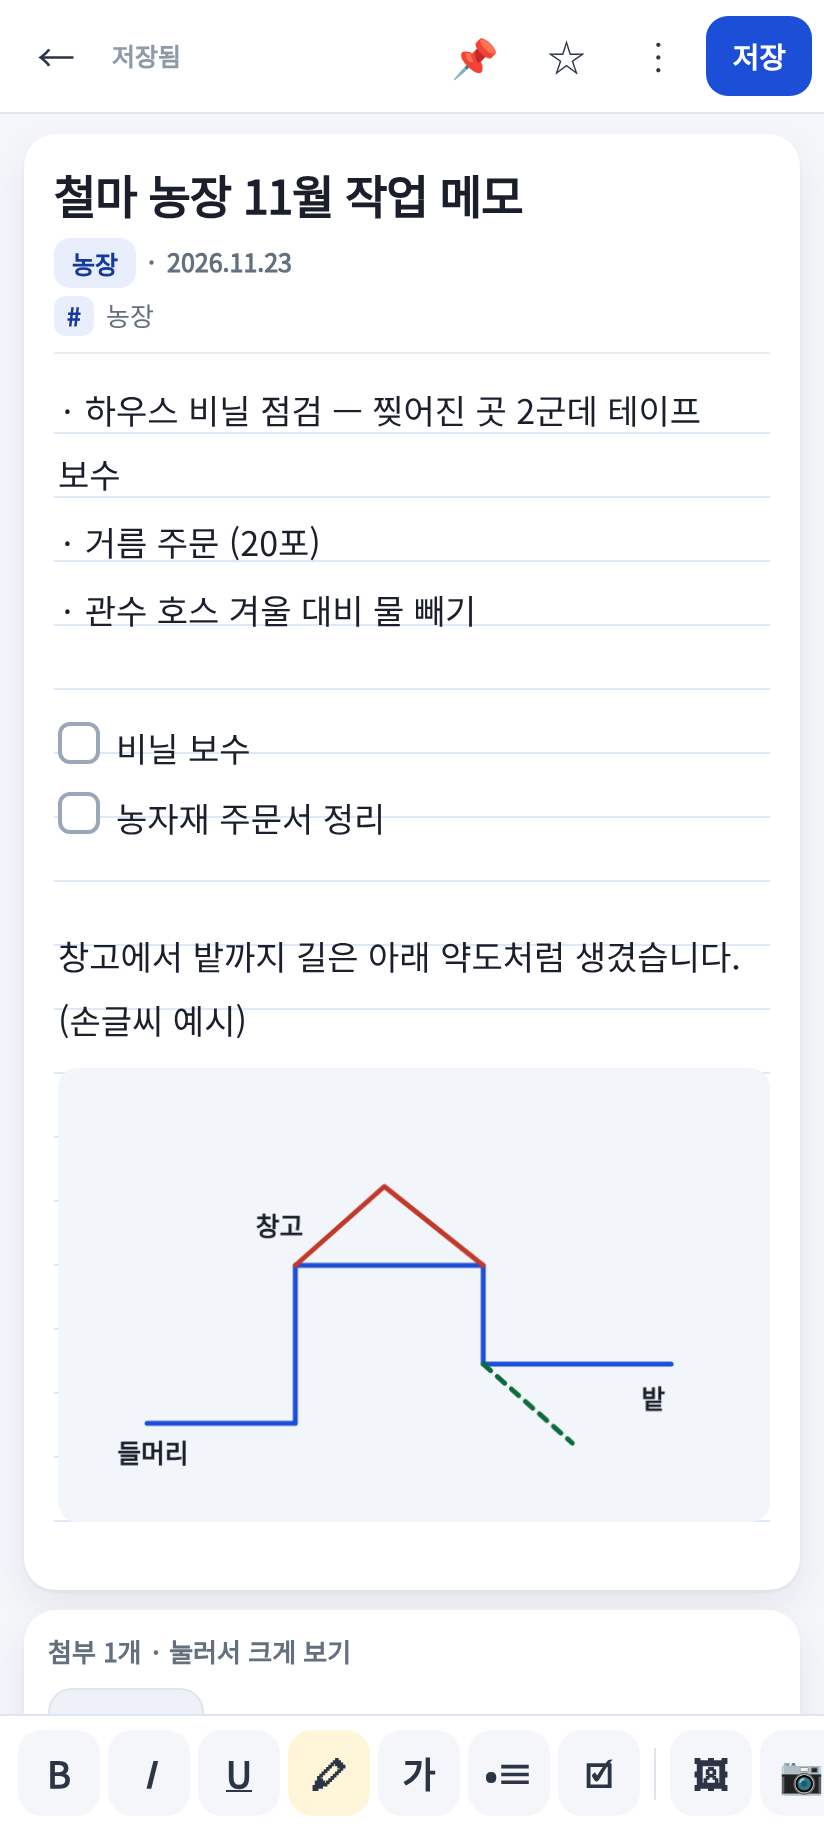 ← 저장됨 저장
철마 농장 11월 작업 메모
농장 · 2026.11.23
# 농장
· 하우스 비닐 점검 — 찢어진 곳 2군데 테이프
보수
· 거름 주문 (20포)
· 관수 호스 겨울 대비 물 빼기
비닐 보수
농자재 주문서 정리
창고에서 밭까지 길은 아래 약도처럼 생겼습니다.
(손글씨 예시)
창고
밭
들머리
첨부 1개 · 눌러서 크게 보기
B I U 가